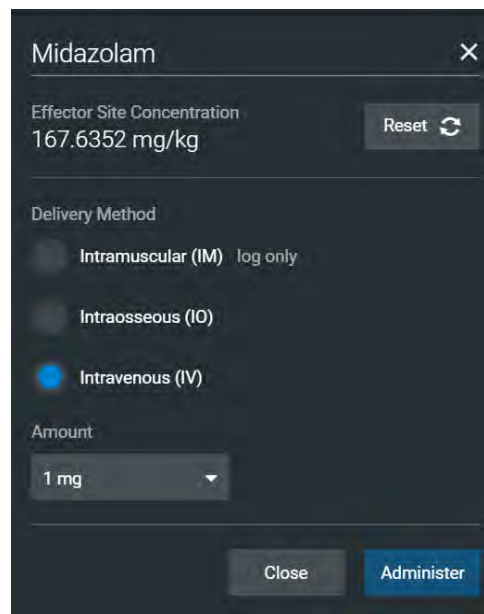 Midazolam
Effector Site Concentration
167.6352 mg/kg
Reset
Delivery Method
Intramuscular (IM) log only
Intraosseous (IO)
Intravenous (IV)
Amount
1 mg
Close Administer